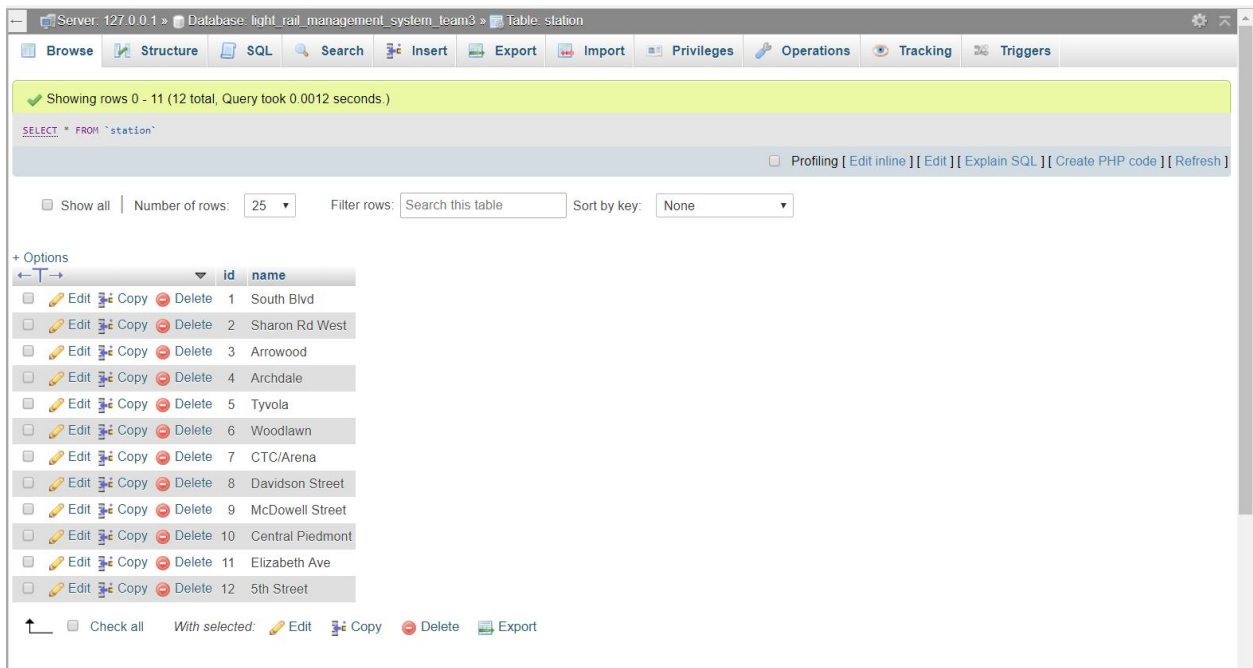 Server: 127.0.0.1 » Database: light_rail_management_system_team3 » Table: station
Browse Structure SQL Search Insert Export Import Privileges Operations Tracking Triggers
Showing rows 0 - 11 (12 total, Query took 0.0012 seconds.)
SELECT * FROM `station`
Profiling [ Edit inline ] [ Edit ] [ Explain SQL ] [ Create PHP code ] [ Refresh ]
Show all | Number of rows: 25 Filter rows: Search this table Sort by key: None
+ Options
←T→ id name
Edit Copy Delete 1 South Blvd
Edit Copy Delete 2 Sharon Rd West
Edit Copy Delete 3 Arrowood
Edit Copy Delete 4 Archdale
Edit Copy Delete 5 Tyvola
Edit Copy Delete 6 Woodlawn
Edit Copy Delete 7 CTC/Arena
Edit Copy Delete 8 Davidson Street
Edit Copy Delete 9 McDowell Street
Edit Copy Delete 10 Central Piedmont
Edit Copy Delete 11 Elizabeth Ave
Edit Copy Delete 12 5th Street
Check all With selected: Edit Copy Delete Export